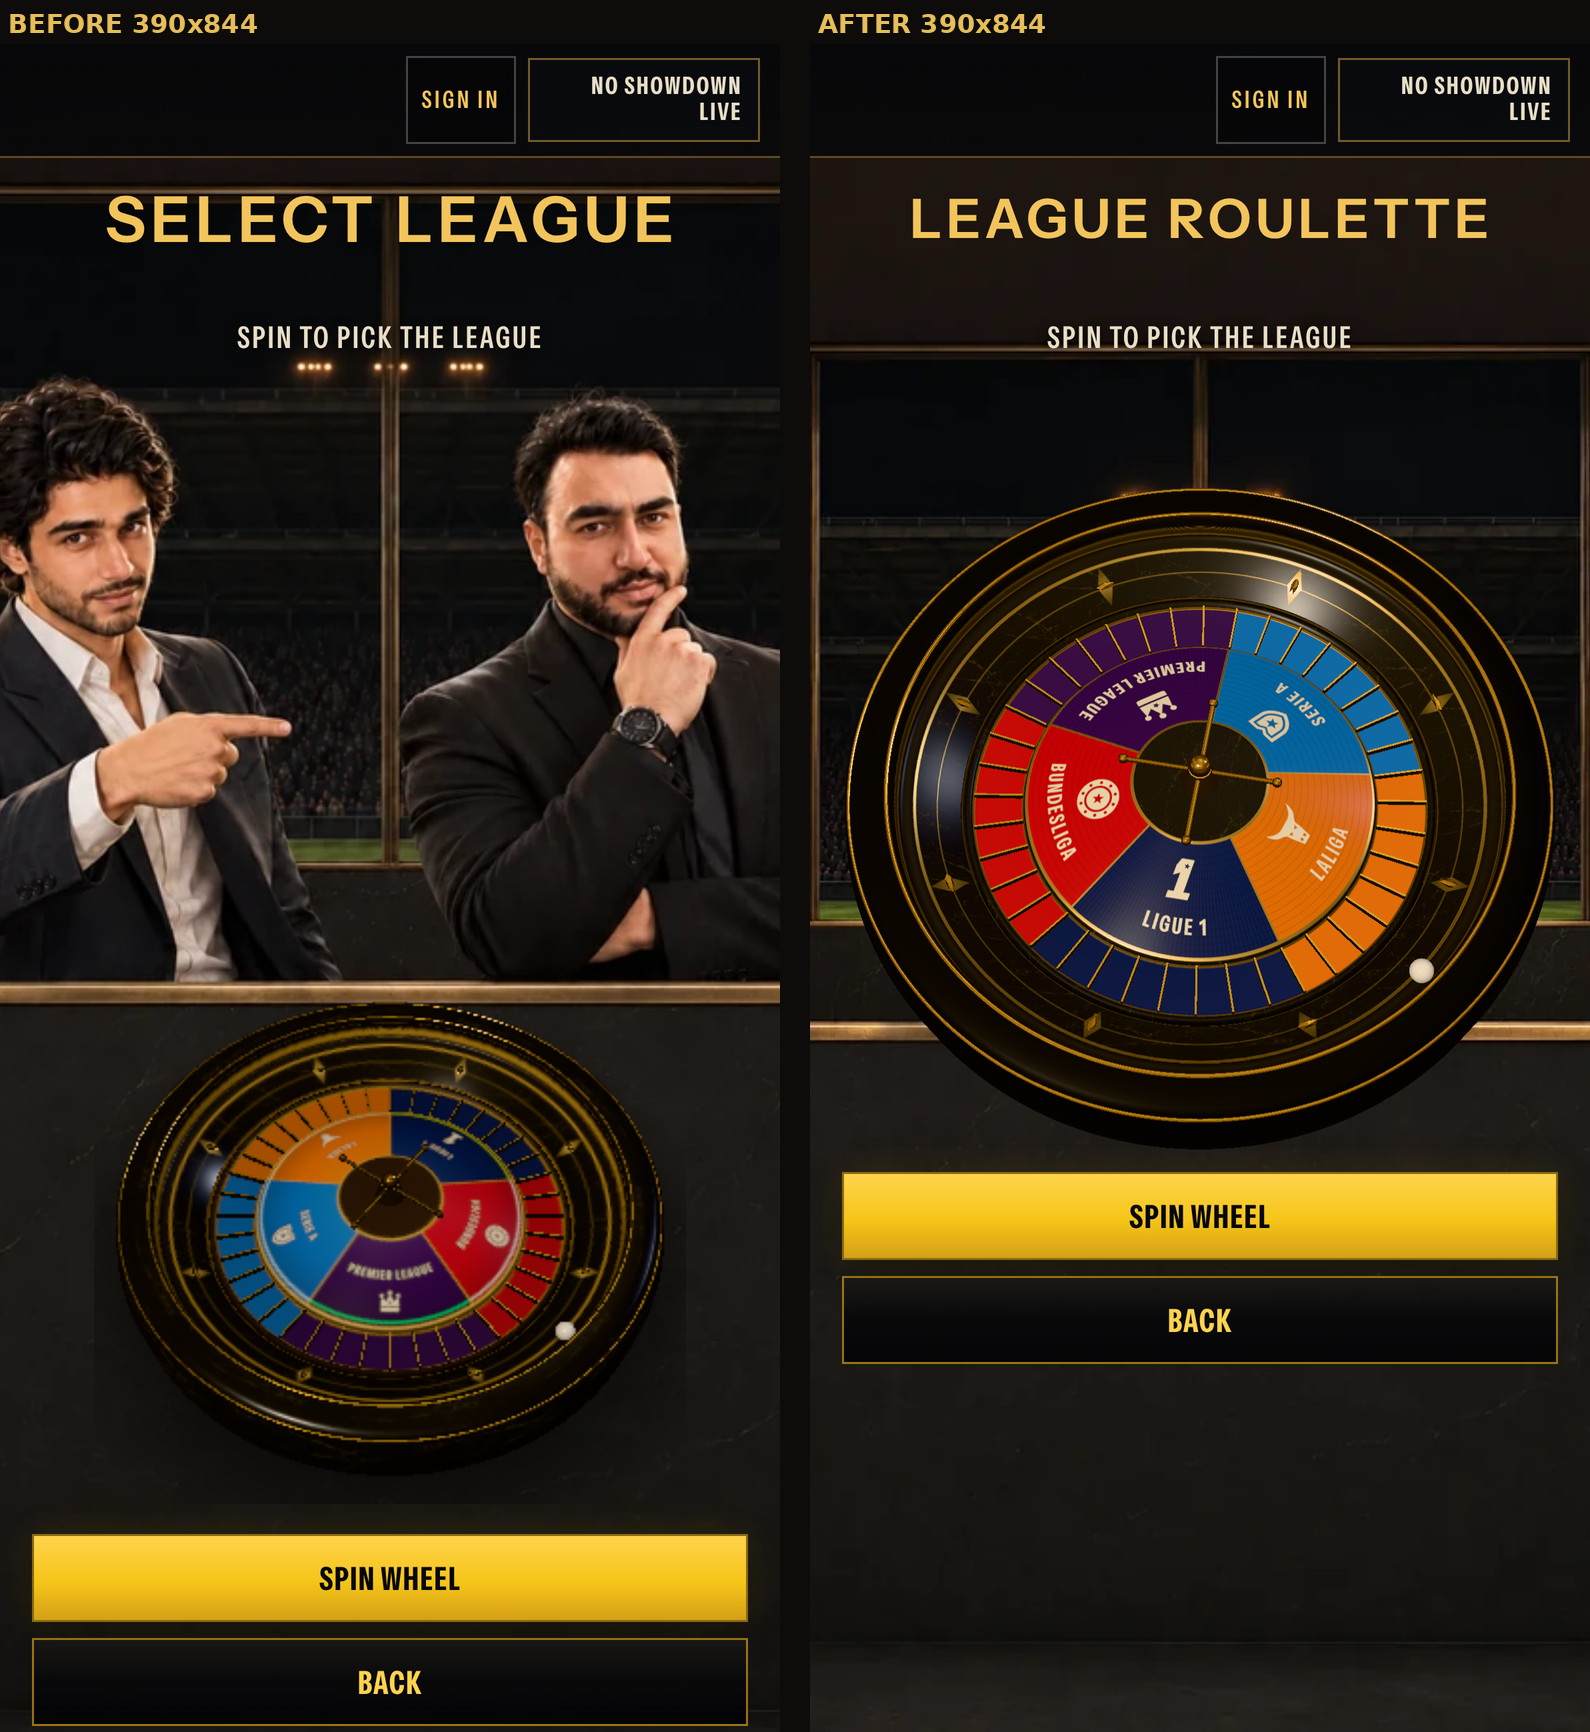 BEFORE 390x844
SIGN IN
NO SHOWDOWN
LIVE
SELECT LEAGUE
SPIN TO PICK THE LEAGUE
PREMIER LEAGUE
SPIN WHEEL
BACK
AFTER 390x844
SIGN IN
NO SHOWDOWN
LIVE
LEAGUE ROULETTE
SPIN TO PICK THE LEAGUE
PREMIER LEAGUE
SERIE A
BUNDESLIGA
LALIGA
1
LIGUE 1
SPIN WHEEL
BACK